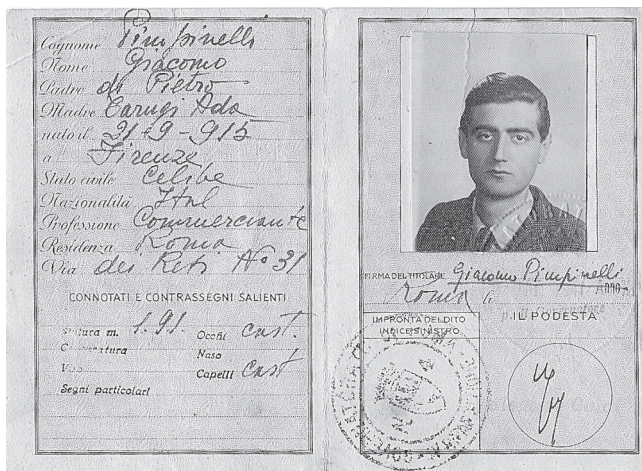 Cognome Pimpinelli
Nome Giacomo
Padre di Pietro
Madre Carugi Ada
nato il 21-9-915
a Firenze
Stato civile Celibe
Nazionalità Ital
Professione Commerciante
Residenza Roma
Via dei Reti No 31
CONNOTATI E CONTRASSEGNI SALIENTI
Statura m. 1.91. Occhi cast.
Naso
Capelli Cast
Segni particolari
FIRMA DEL TITOLARE Giacomo Pimpinelli
Roma li
IMPRONTA DEL DITO
INDICE SINISTRO
IL PODESTÀ